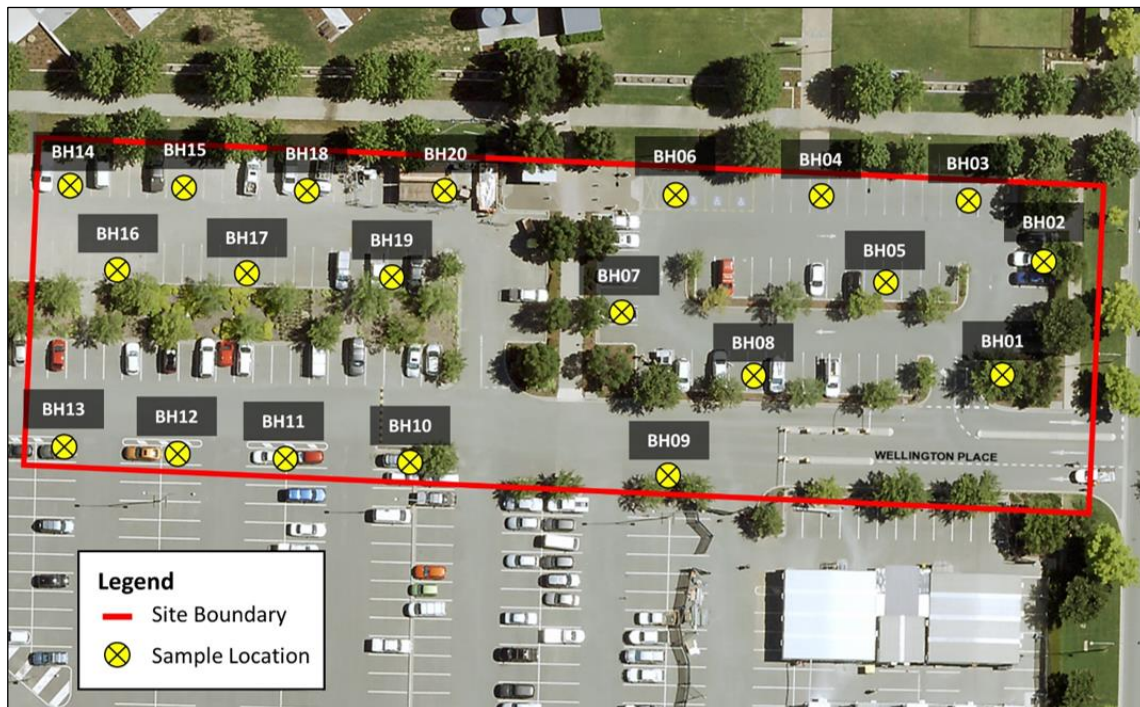 BH14
BH15
BH18
BH20
BH06
BH04
BH03
BH02
BH16
BH17
BH19
BH07
BH05
BH08
BH01
BH13
BH12
BH11
BH10
BH09
WELLINGTON PLACE
Legend
Site Boundary
Sample Location